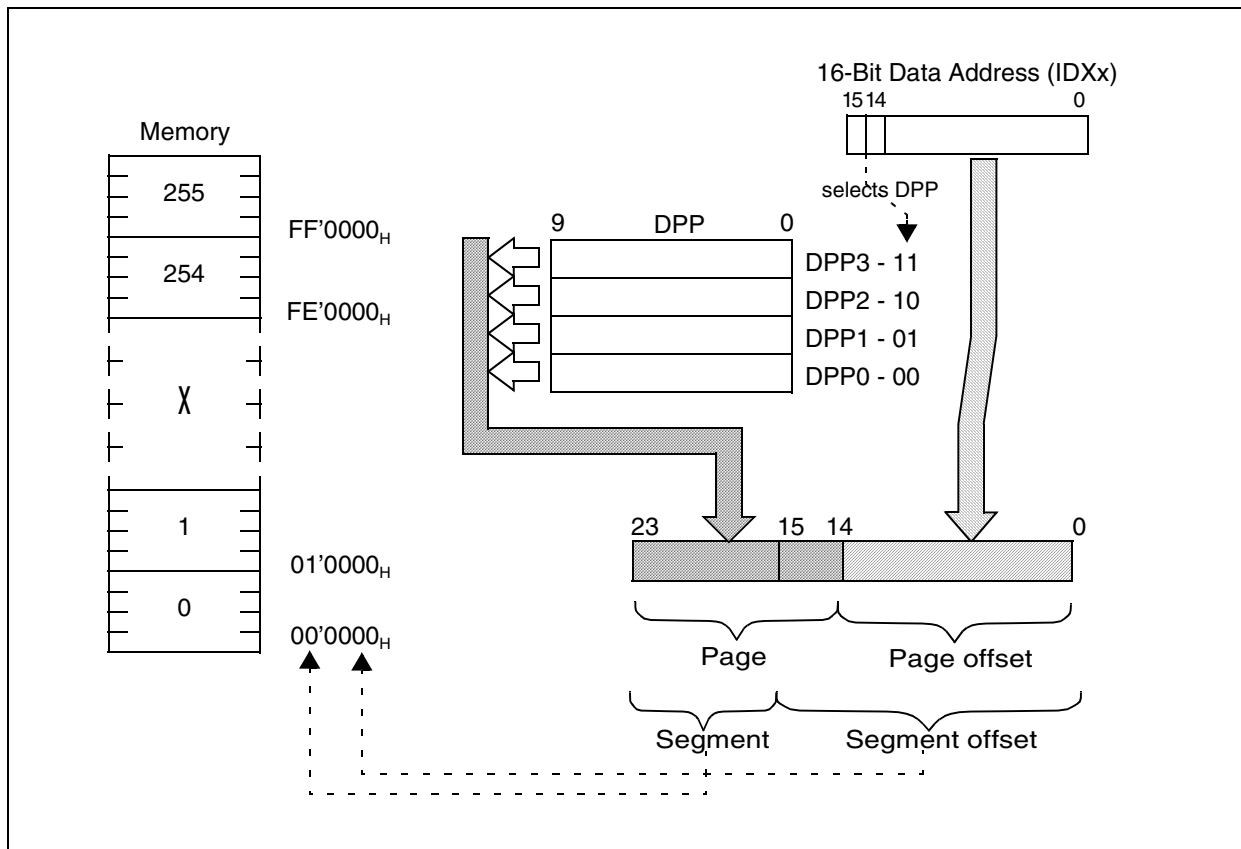 16-Bit Data Address (IDXx)
15 14 0
Memory
selects DPP
255
9 DPP 0
FF'0000H
DPP3 - 11
254
DPP2 - 10
FE'0000H
DPP1 - 01
DPP0 - 00
X
1
23 15 14 0
01'0000H
0
00'0000H
Page Page offset
Segment Segment offset